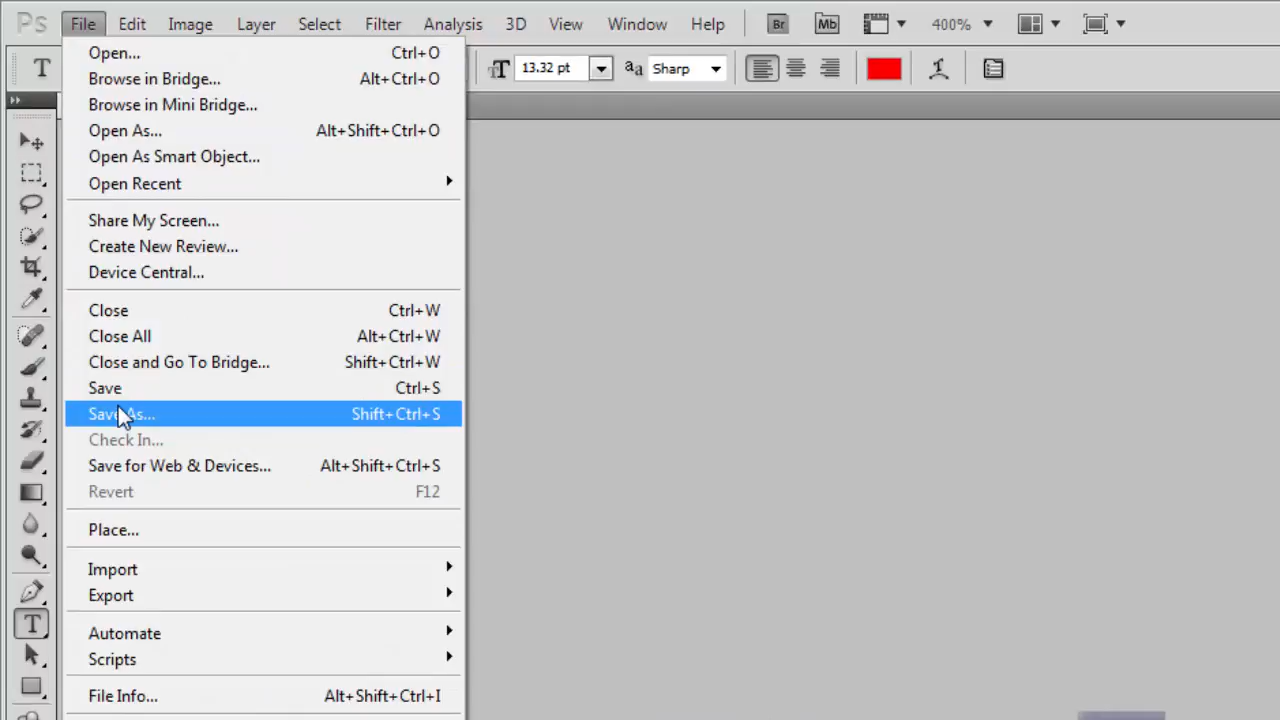 Ps File Edit Image Layer Select Filter Analysis 3D View Window Help Br Mb 400%
T 13.32 pt aa Sharp
Open... Ctrl+O
Browse in Bridge... Alt+Ctrl+O
Browse in Mini Bridge...
Open As... Alt+Shift+Ctrl+O
Open As Smart Object...
Open Recent
Share My Screen...
Create New Review...
Device Central...
Close Ctrl+W
Close All Alt+Ctrl+W
Close and Go To Bridge... Shift+Ctrl+W
Save Ctrl+S
Save As... Shift+Ctrl+S
Check In...
Save for Web & Devices... Alt+Shift+Ctrl+S
Revert F12
Place...
Import
Export
Automate
Scripts
File Info... Alt+Shift+Ctrl+I